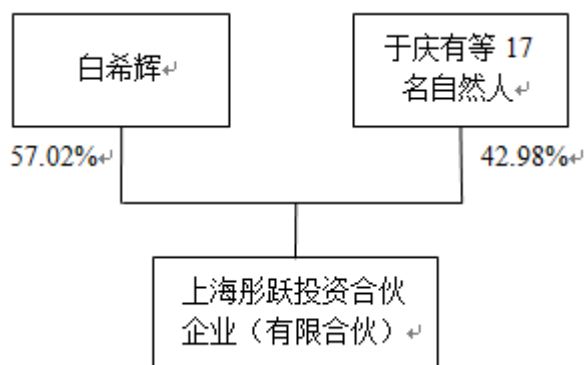 白希辉
于庆有等 17
名自然人
57.02%
42.98%
上海彤跃投资合伙
企业（有限合伙）